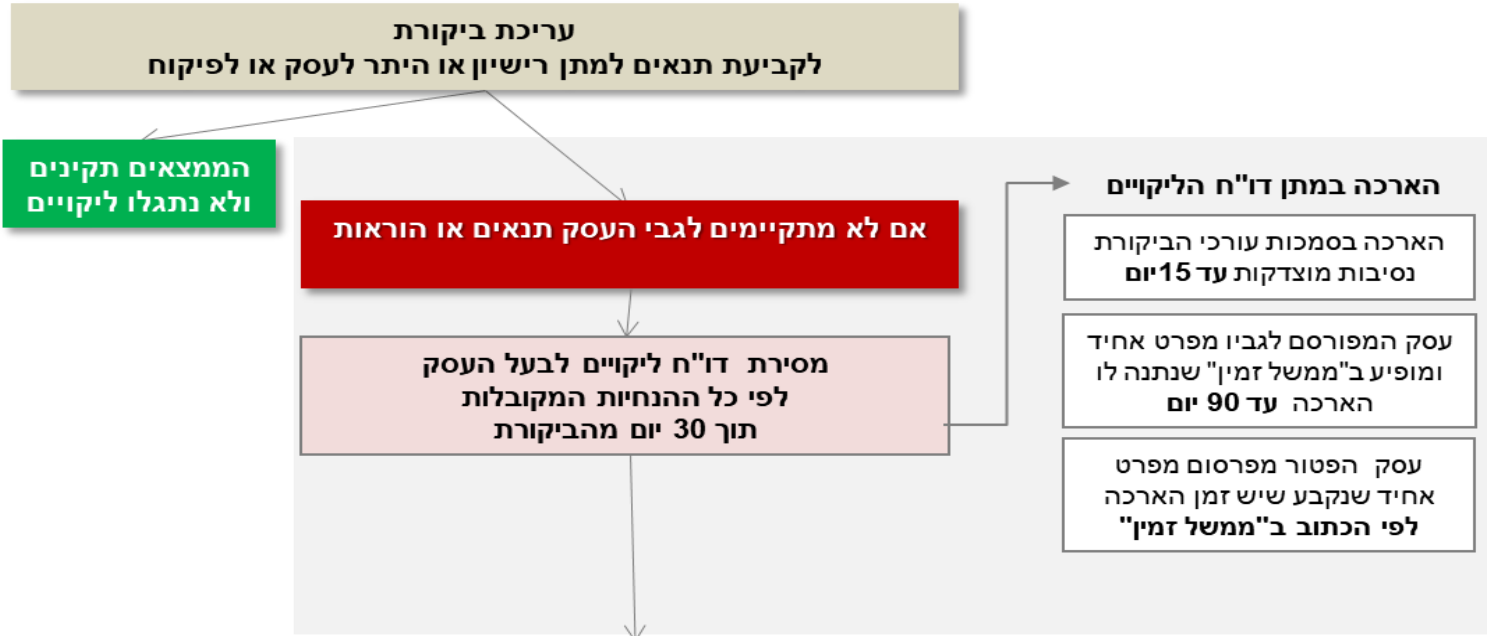 עריכת ביקורת
לקביעת תנאים למתן רישיון או היתר לעסק או לפיקוח
הממצאים תקינים
ולא נתגלו ליקויים
אם לא מתקיימים לגבי העסק תנאים או הוראות
מסירת דו"ח ליקויים לבעל העסק
לפי כל ההנחיות המקובלות
תוך 30 יום מהביקורת
הארכה במתן דו"ח הליקויים
הארכה בסמכות עורכי הביקורת
נסיבות מוצדקות עד 15יום
עסק המפורסם לגביו מפרט אחיד
ומופיע ב"ממשל זמין" שנתנה לו
הארכה עד 90 יום
עסק הפטור מפרסום מפרט
אחיד שנקבע שיש זמן הארכה
לפי הכתוב ב"ממשל זמין"